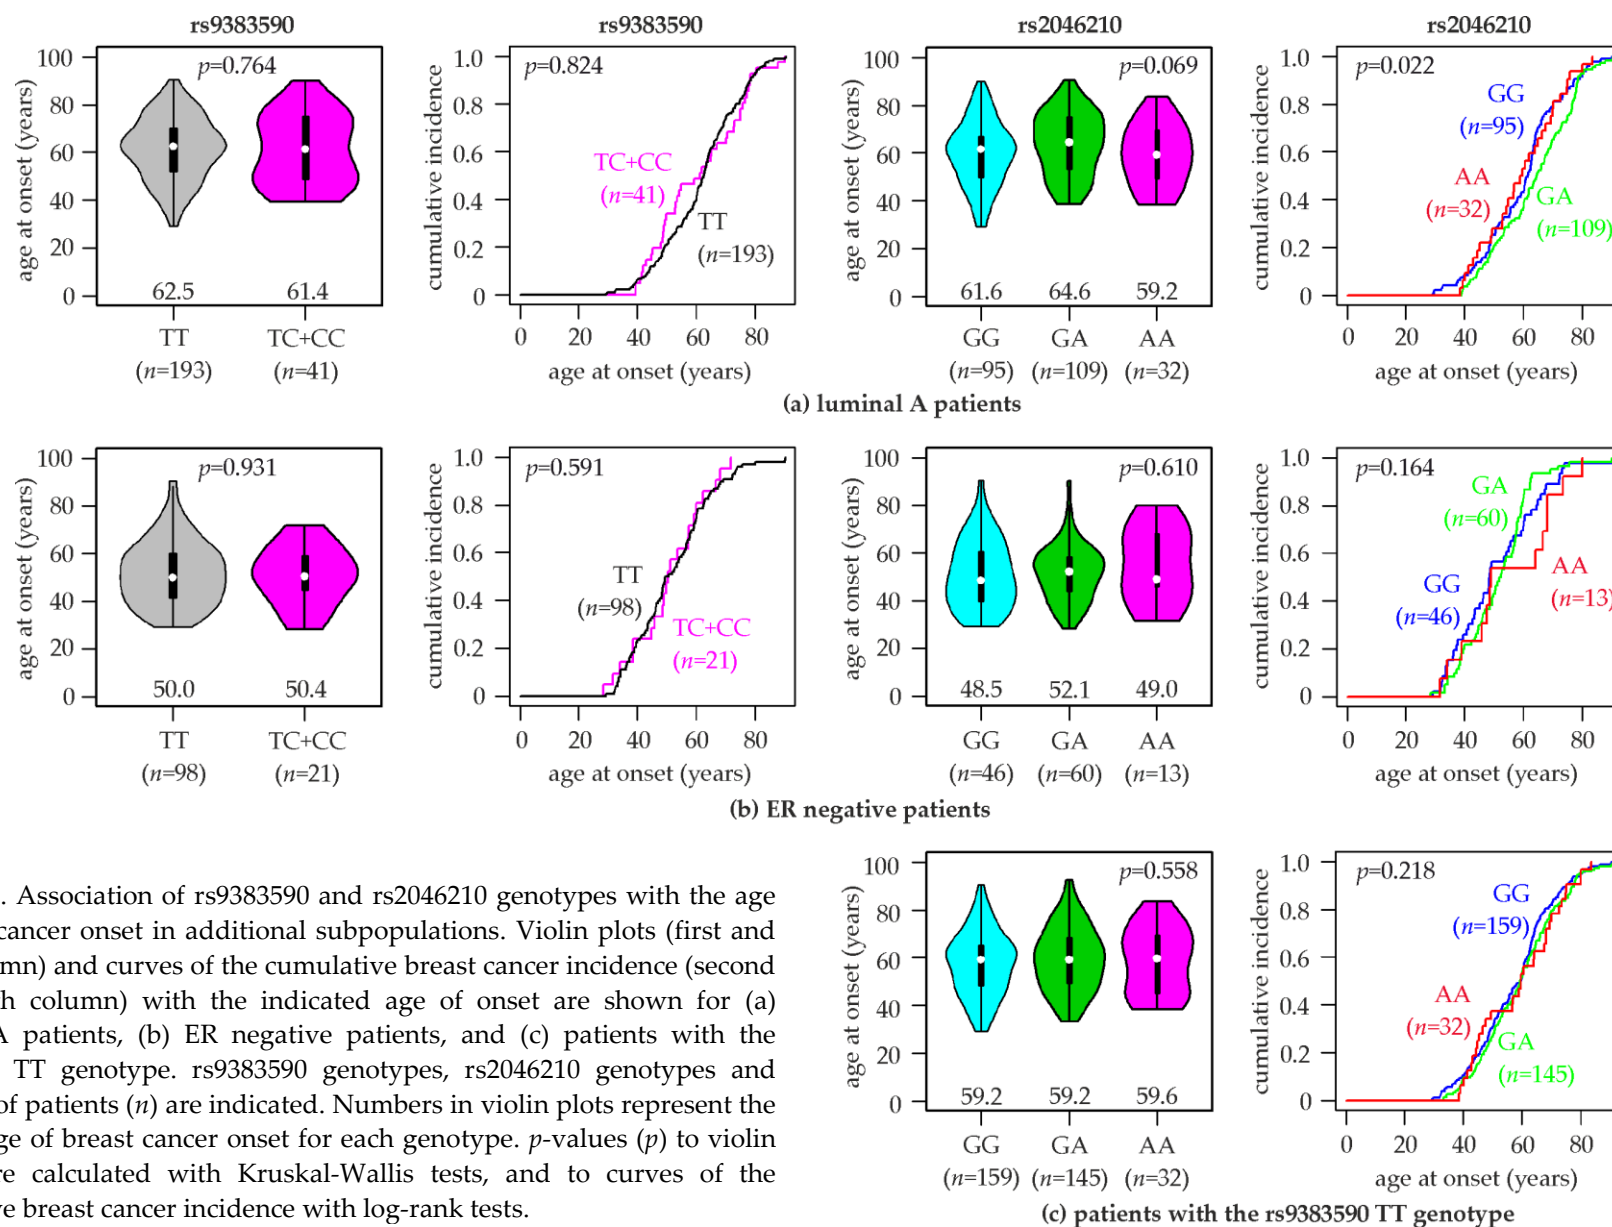 rs9383590 rs9383590 rs2046210 rs2046210
age at onset (years)
100
80
60
40
20
0
p=0.764
62.5 61.4
TT TC+CC
(n=193) (n=41)
cumulative incidence
1.0
0.8
0.6
0.4
0.2
0
p=0.824
TC+CC
(n=41)
TT
(n=193)
0 20 40 60 80
age at onset (years)
age at onset (years)
100
80
60
40
20
0
p=0.069
61.6 64.6 59.2
GG GA AA
(n=95) (n=109) (n=32)
cumulative incidence
1.0
0.8
0.6
0.4
0.2
0
p=0.022
GG
(n=95)
AA
(n=32)
GA
(n=109)
0 20 40 60 80
age at onset (years)
(a) luminal A patients
age at onset (years)
100
80
60
40
20
0
p=0.931
50.0 50.4
TT TC+CC
(n=98) (n=21)
cumulative incidence
1.0
0.8
0.6
0.4
0.2
0
p=0.591
TT
(n=98)
TC+CC
(n=21)
0 20 40 60 80
age at onset (years)
age at onset (years)
100
80
60
40
20
0
p=0.610
48.5 52.1 49.0
GG GA AA
(n=46) (n=60) (n=13)
cumulative incidence
1.0
0.8
0.6
0.4
0.2
0
p=0.164
GA
(n=60)
GG
(n=46)
AA
(n=13)
0 20 40 60 80
age at onset (years)
(b) ER negative patients
age at onset (years)
100
80
60
40
20
0
p=0.558
59.2 59.2 59.6
GG GA AA
(n=159) (n=145) (n=32)
cumulative incidence
1.0
0.8
0.6
0.4
0.2
0
p=0.218
GG
(n=159)
AA
(n=32)
GA
(n=145)
0 20 40 60 80
age at onset (years)
(c) patients with the rs9383590 TT genotype
. Association of rs9383590 and rs2046210 genotypes with the age
cancer onset in additional subpopulations. Violin plots (first and
mn) and curves of the cumulative breast cancer incidence (second
h column) with the indicated age of onset are shown for (a)
A patients, (b) ER negative patients, and (c) patients with the
TT genotype. rs9383590 genotypes, rs2046210 genotypes and
of patients (n) are indicated. Numbers in violin plots represent the
ge of breast cancer onset for each genotype. p-values (p) to violin
re calculated with Kruskal-Wallis tests, and to curves of the
ve breast cancer incidence with log-rank tests.